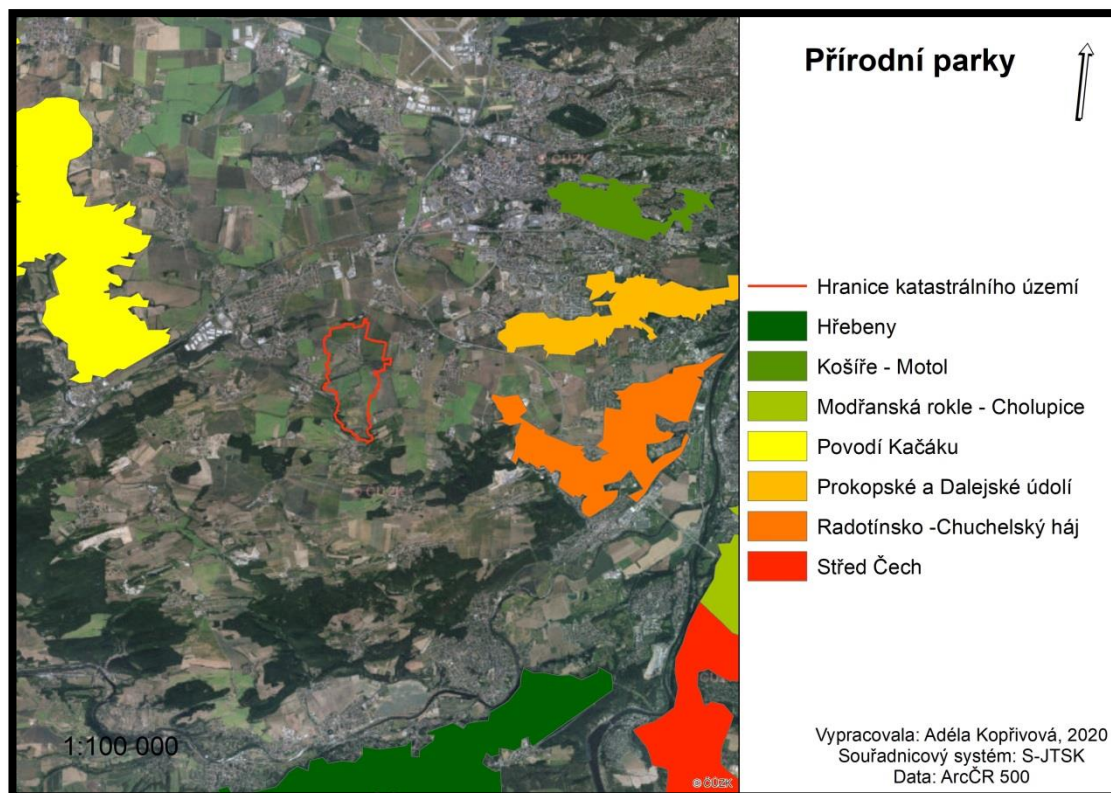 Přírodní parky
Hranice katastrálního území
Hřebeny
Košíře - Motol
Modřanská rokle - Cholupice
Povodí Kačáku
Prokopské a Dalejské údolí
Radotínsko -Chuchelský háj
Střed Čech
1:100 000
Vypracovala: Adéla Kopřivová, 2020
Souřadnicový systém: S-JTSK
Data: ArcČR 500
© ČÚZK